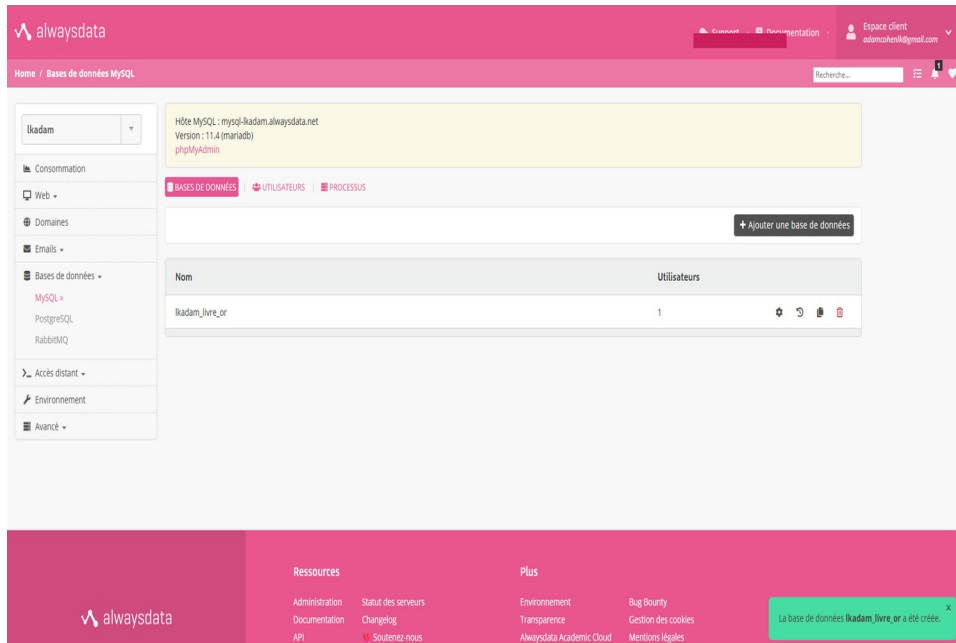 alwaysdata
Support
Documentation
Espace client
adamcohenlk@gmail.com
Home / Bases de données MySQL
Recherche...
1
lkadam
Consommation
Web
Domaines
Emails
Bases de données
MySQL »
PostgreSQL
RabbitMQ
Accès distant
Environnement
Avancé
Hôte MySQL : mysql-lkadam.alwaysdata.net
Version : 11.4 (mariadb)
phpMyAdmin
BASES DE DONNÉES | UTILISATEURS | PROCESSUS
+ Ajouter une base de données
Nom Utilisateurs
lkadam_livre_or 1
alwaysdata
Ressources
Administration Statut des serveurs
Documentation Changelog
API Soutenez-nous
Plus
Environnement Bug Bounty
Transparence Gestion des cookies
Alwaysdata Academic Cloud Mentions légales
La base de données lkadam_livre_or a été créée.
x